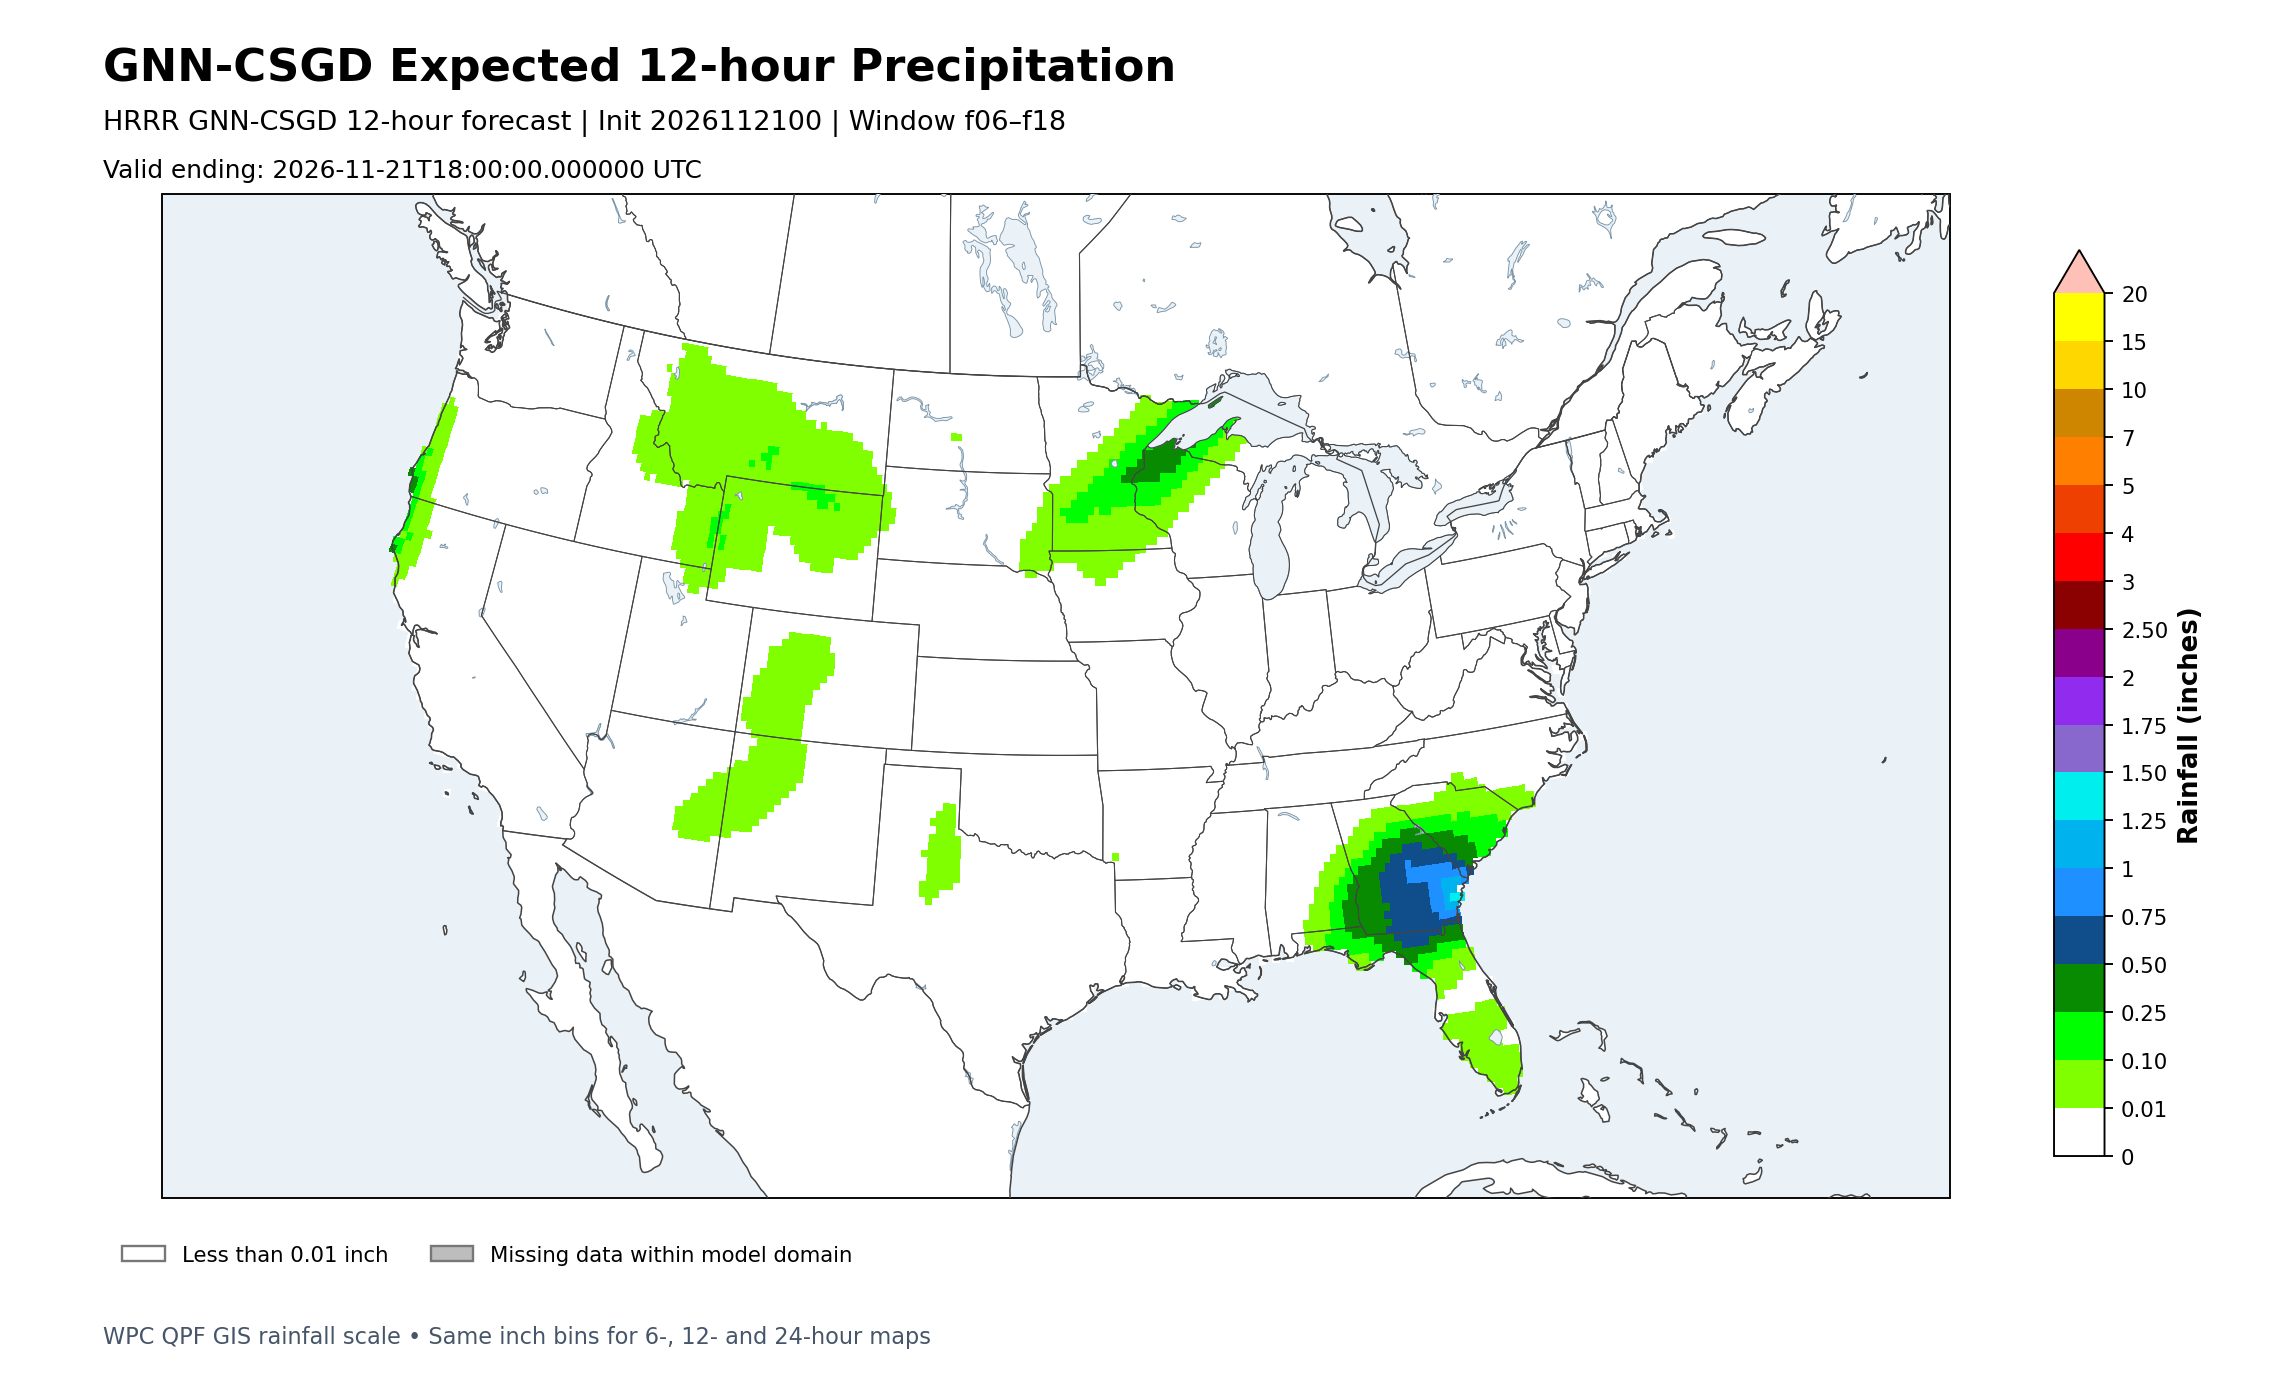 GNN-CSGD Expected 12-hour Precipitation
HRRR GNN-CSGD 12-hour forecast | Init 2026112100 | Window f06–f18
Valid ending: 2026-11-21T18:00:00.000000 UTC
20
15
10
7
5
4
3
2.50
2
1.75
1.50
1.25
1
0.75
0.50
0.25
0.10
0.01
0
Rainfall (inches)
Less than 0.01 inch
Missing data within model domain
WPC QPF GIS rainfall scale • Same inch bins for 6-, 12- and 24-hour maps